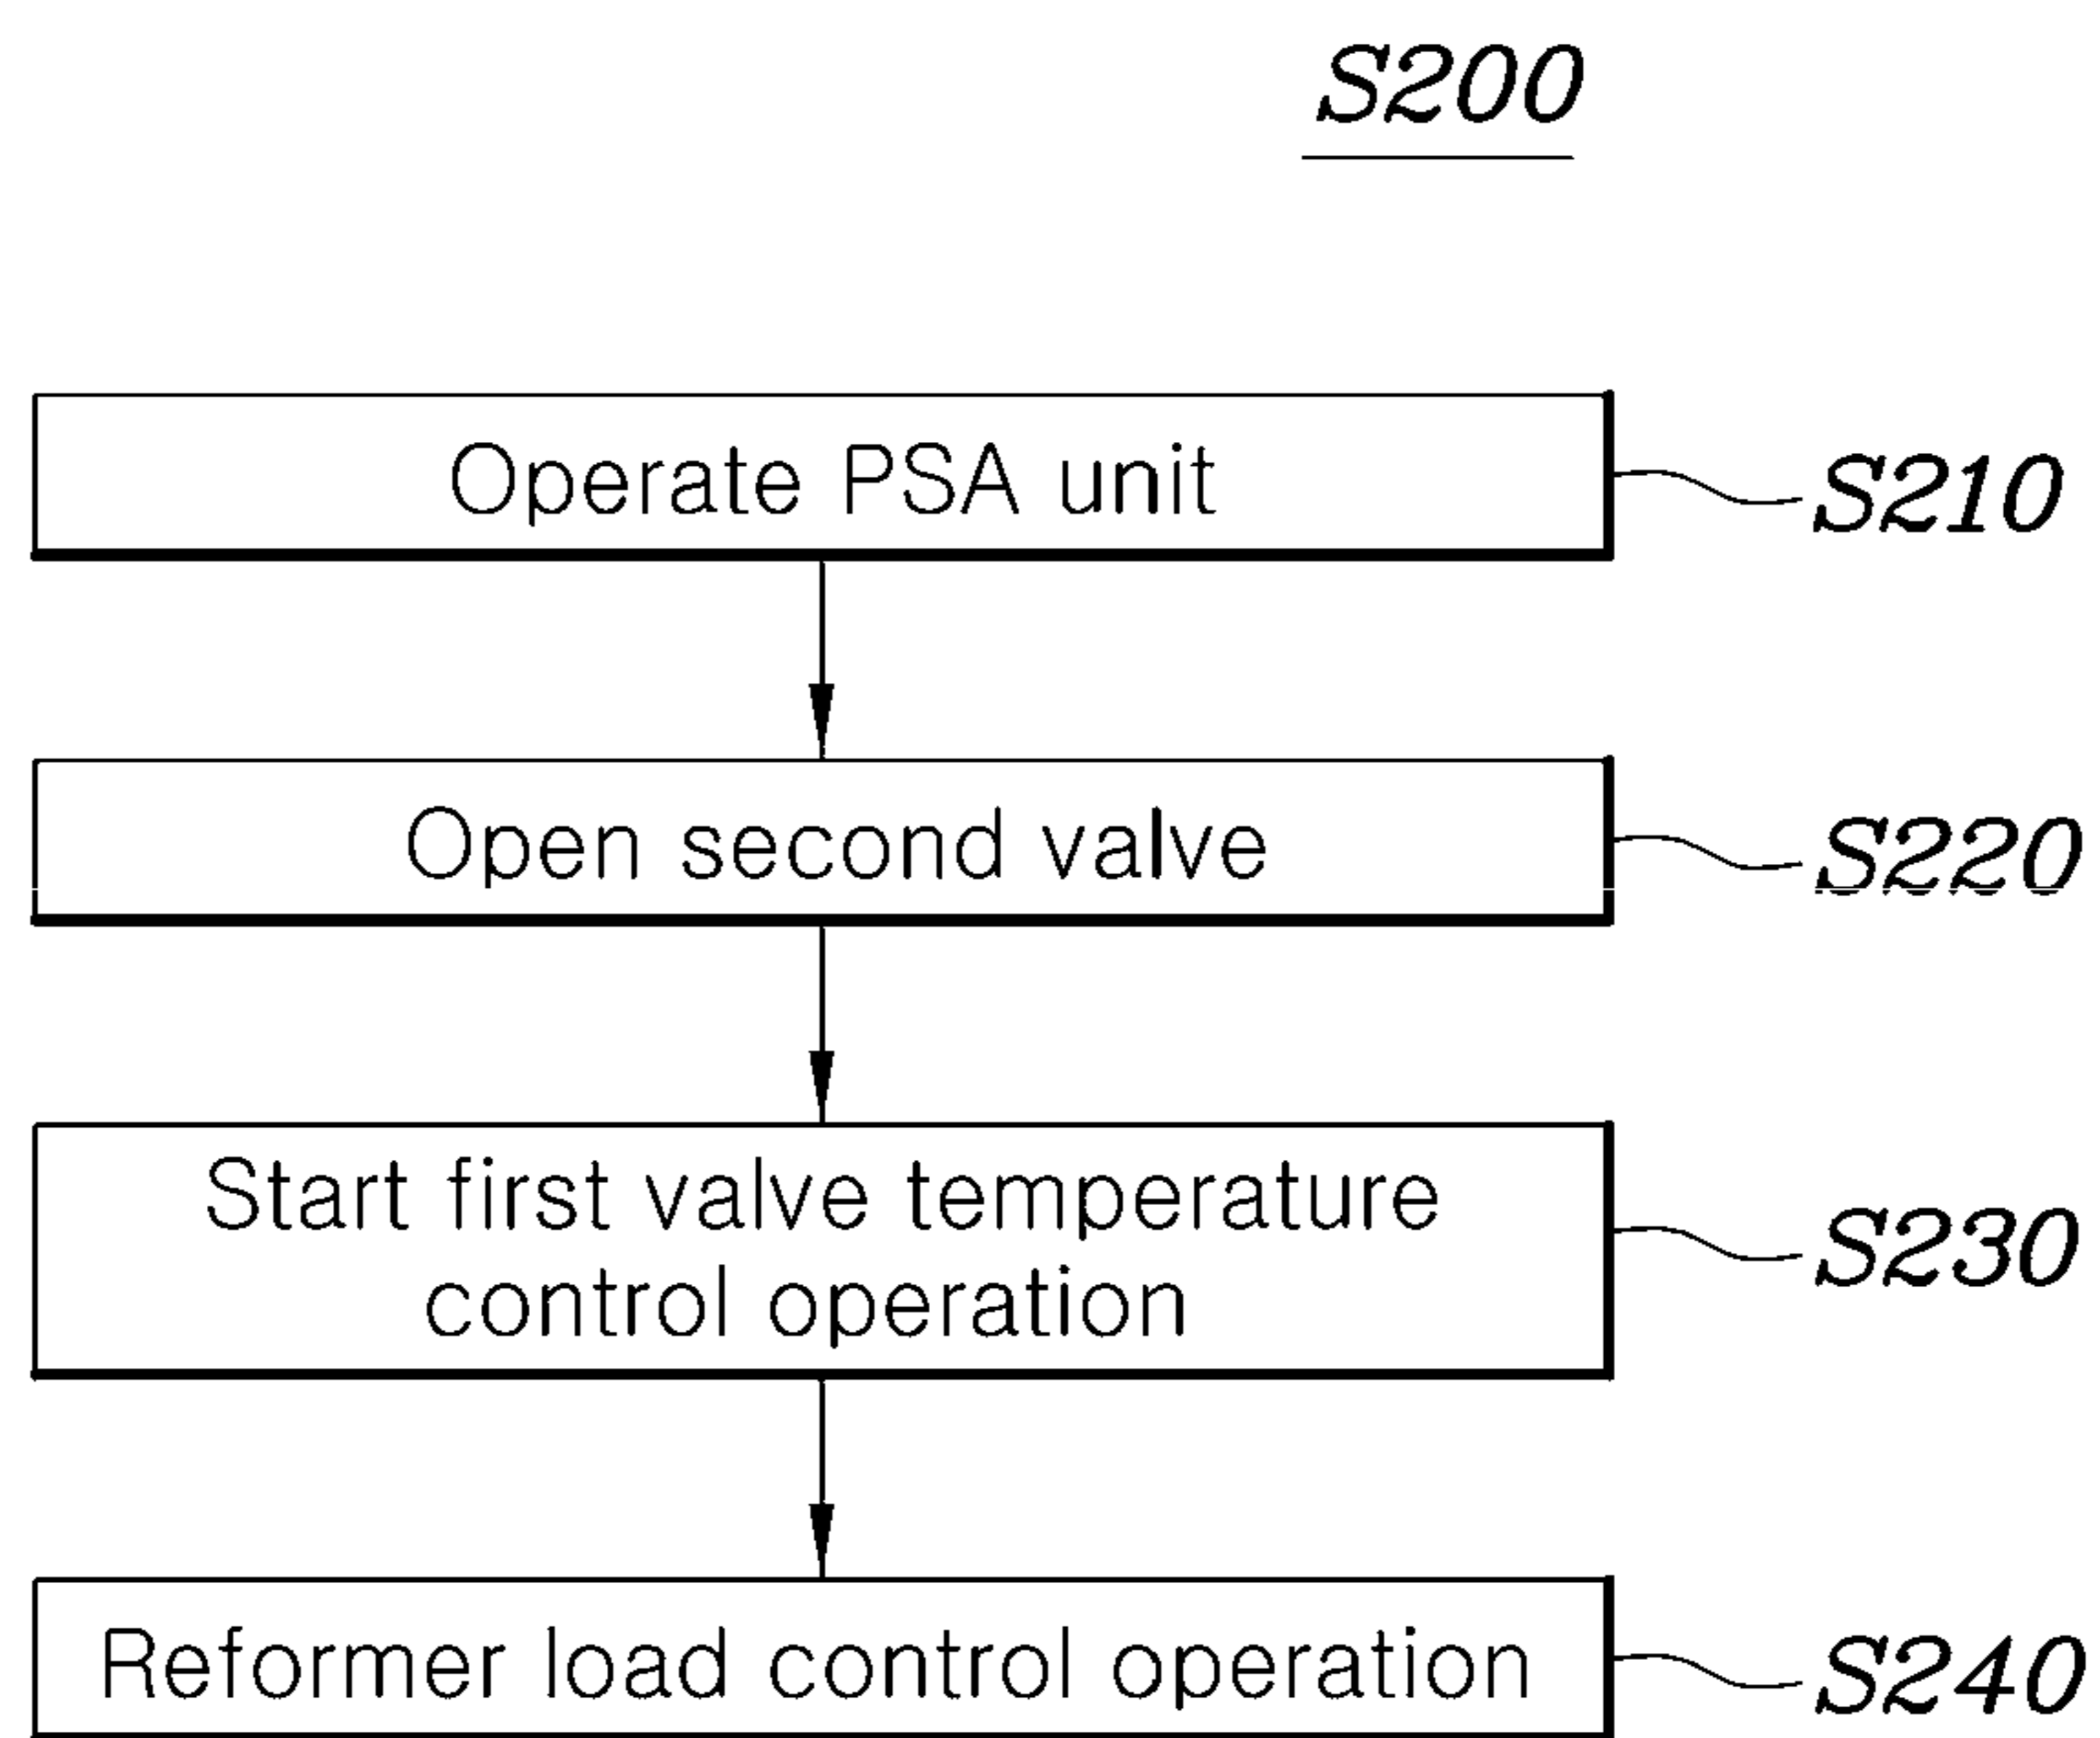 S200
Operate PSA unit
S210
Open second valve
S220
Start first valve temperature
control operation
S230
Reformer load control operation
S240